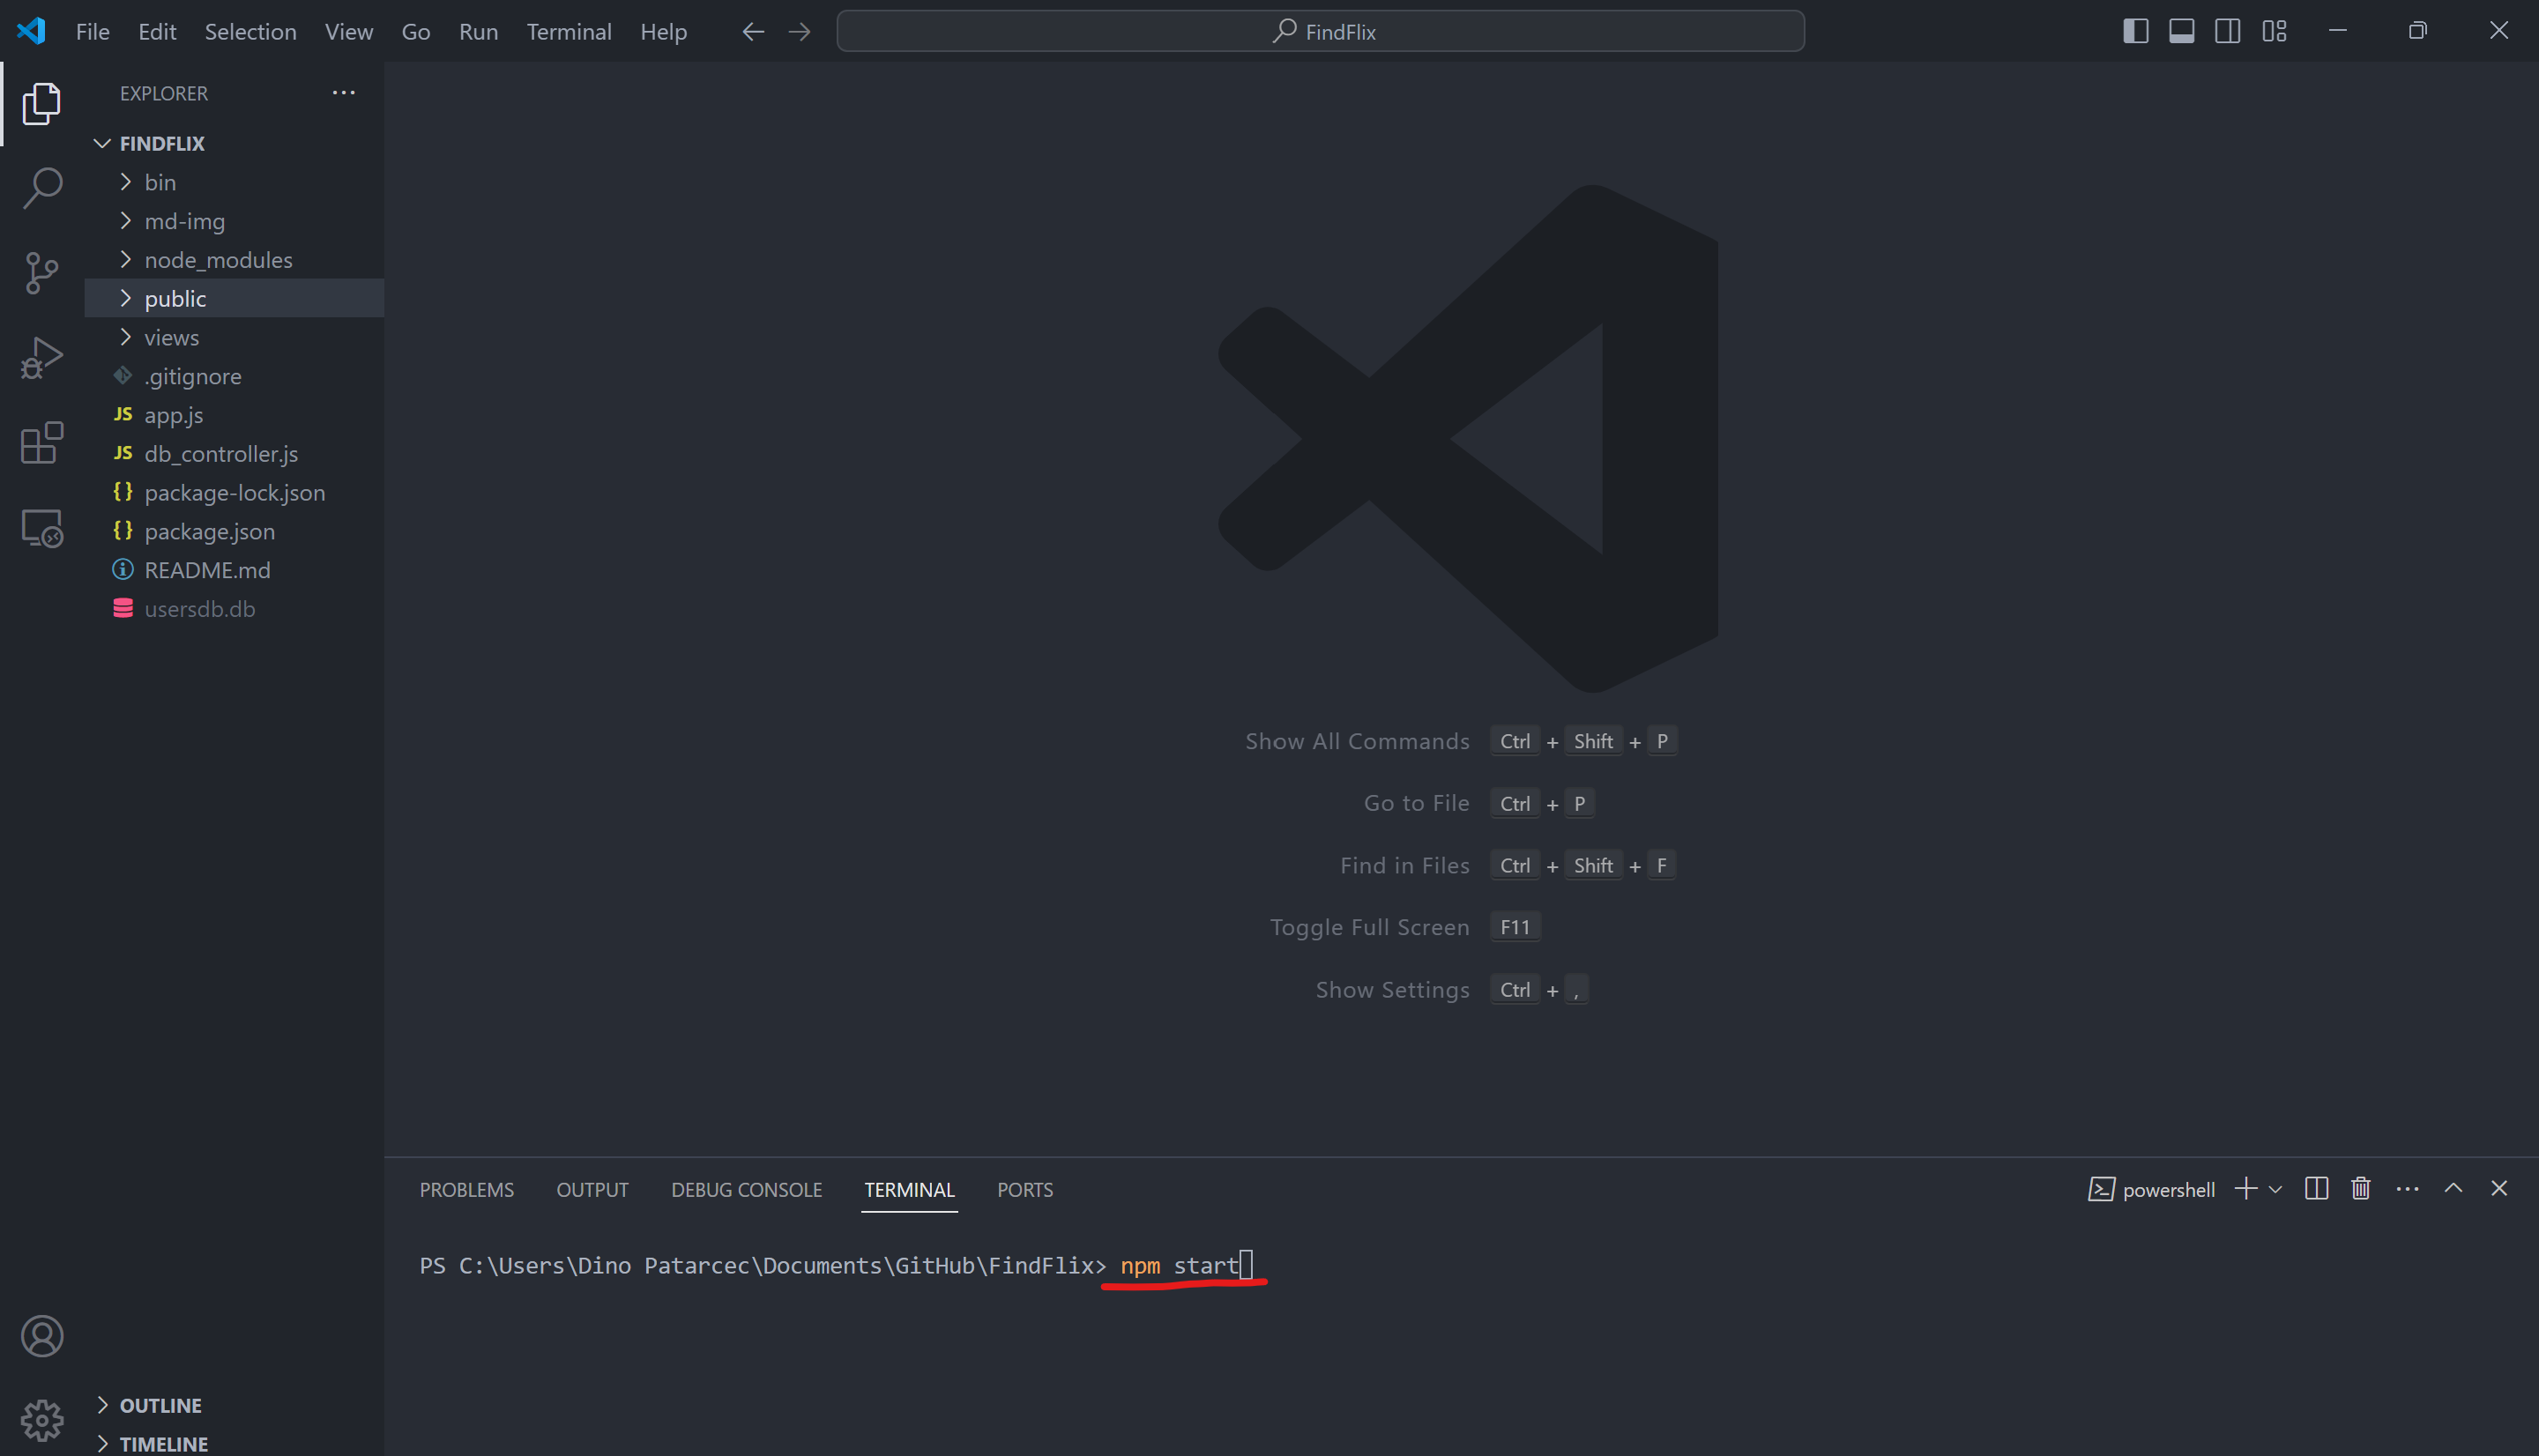 File Edit Selection View Go Run Terminal Help FindFlix
EXPLORER
FINDFLIX
bin
md-img
node_modules
public
views
.gitignore
JS app.js
JS db_controller.js
{} package-lock.json
{} package.json
README.md
usersdb.db
OUTLINE
TIMELINE
Show All Commands Ctrl + Shift + P
Go to File Ctrl + P
Find in Files Ctrl + Shift + F
Toggle Full Screen F11
Show Settings Ctrl + ,
PROBLEMS OUTPUT DEBUG CONSOLE TERMINAL PORTS powershell
PS C:\Users\Dino Patarcec\Documents\GitHub\FindFlix> npm start